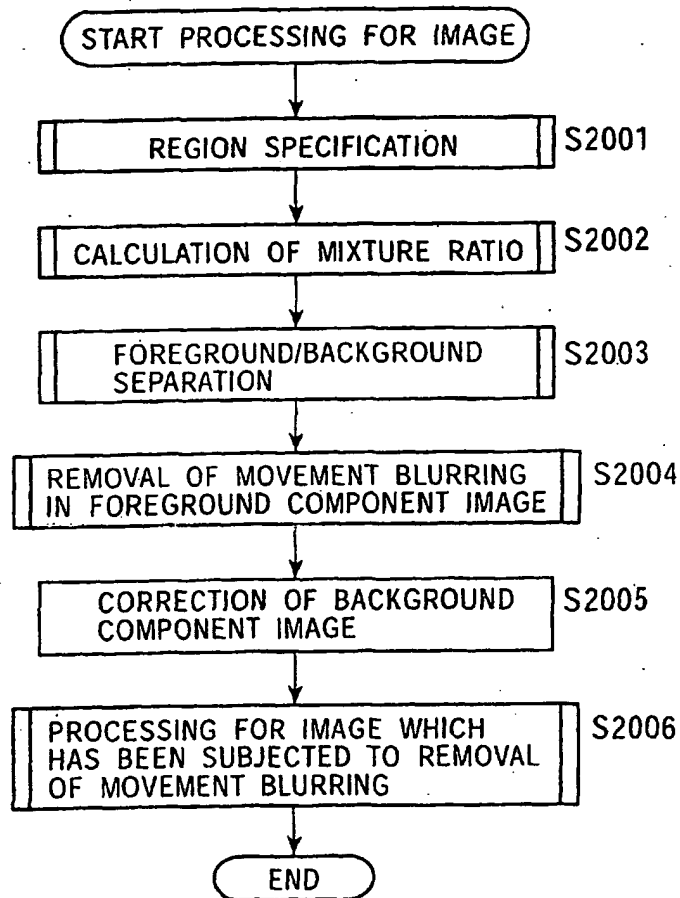 START PROCESSING FOR IMAGE
REGION SPECIFICATION
S2001
CALCULATION OF MIXTURE RATIO
S2002
FOREGROUND/BACKGROUND
SEPARATION
S2003
REMOVAL OF MOVEMENT BLURRING
IN FOREGROUND COMPONENT IMAGE
S2004
CORRECTION OF BACKGROUND
COMPONENT IMAGE
S2005
PROCESSING FOR IMAGE WHICH
HAS BEEN SUBJECTED TO REMOVAL
OF MOVEMENT BLURRING
S2006
END